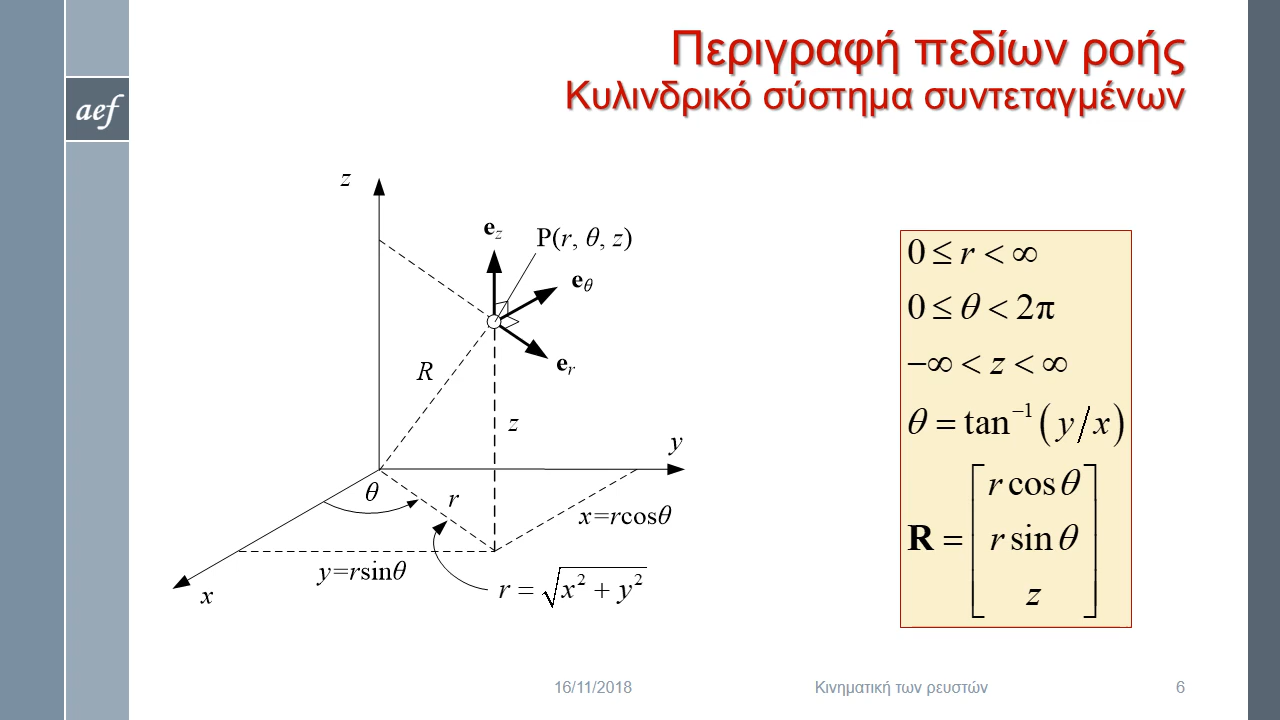 Περιγραφή πεδίων ροής
Κυλινδρικό σύστημα συντεταγμένων
aef
z
e_z
P(r, θ, z)
e_θ
e_r
R
z
y
θ
r
x=rcosθ
y=rsinθ
x
r = √(x² + y²)
0 ≤ r < ∞
0 ≤ θ < 2π
−∞ < z < ∞
θ = tan⁻¹(y/x)
R = [r cos θ
r sin θ
z]
16/11/2018 Κινηματική των ρευστών 6